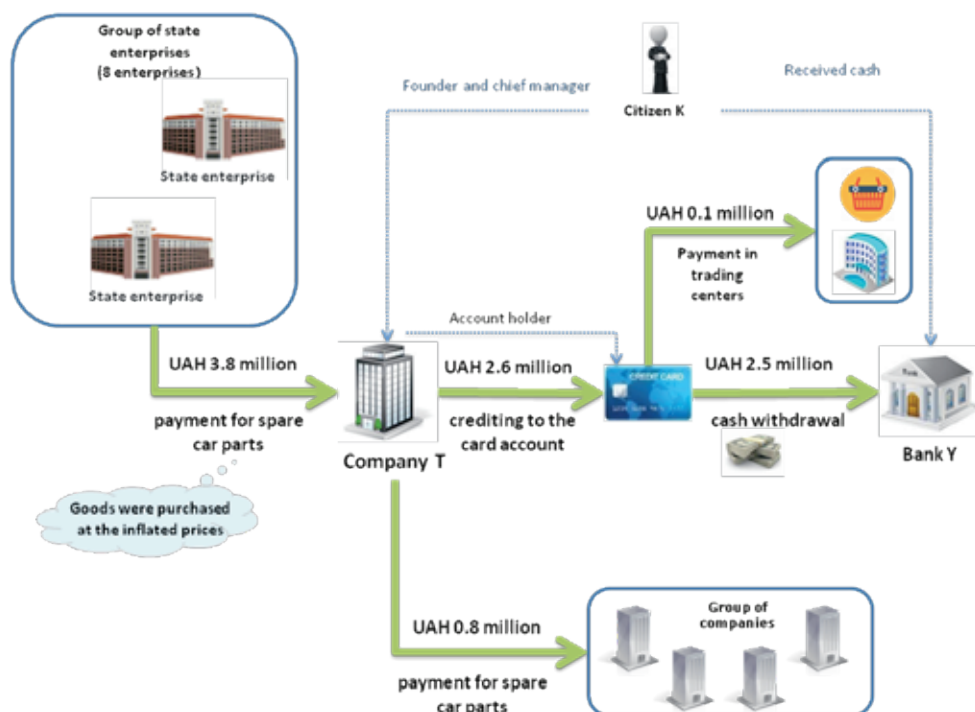 Group of state
enterprises
(8 enterprises)
State enterprise
State enterprise
Founder and chief manager
Received cash
Citizen K
UAH 0.1 million
Payment in
trading
centers
Account holder
UAH 3.8 million
payment for spare
car parts
UAH 2.6 million
crediting to the
card account
CREDIT CARD
UAH 2.5 million
cash withdrawal
Company T
Bank Y
Goods were purchased
at the inflated prices
UAH 0.8 million
payment for spare
car parts
Group of
companies